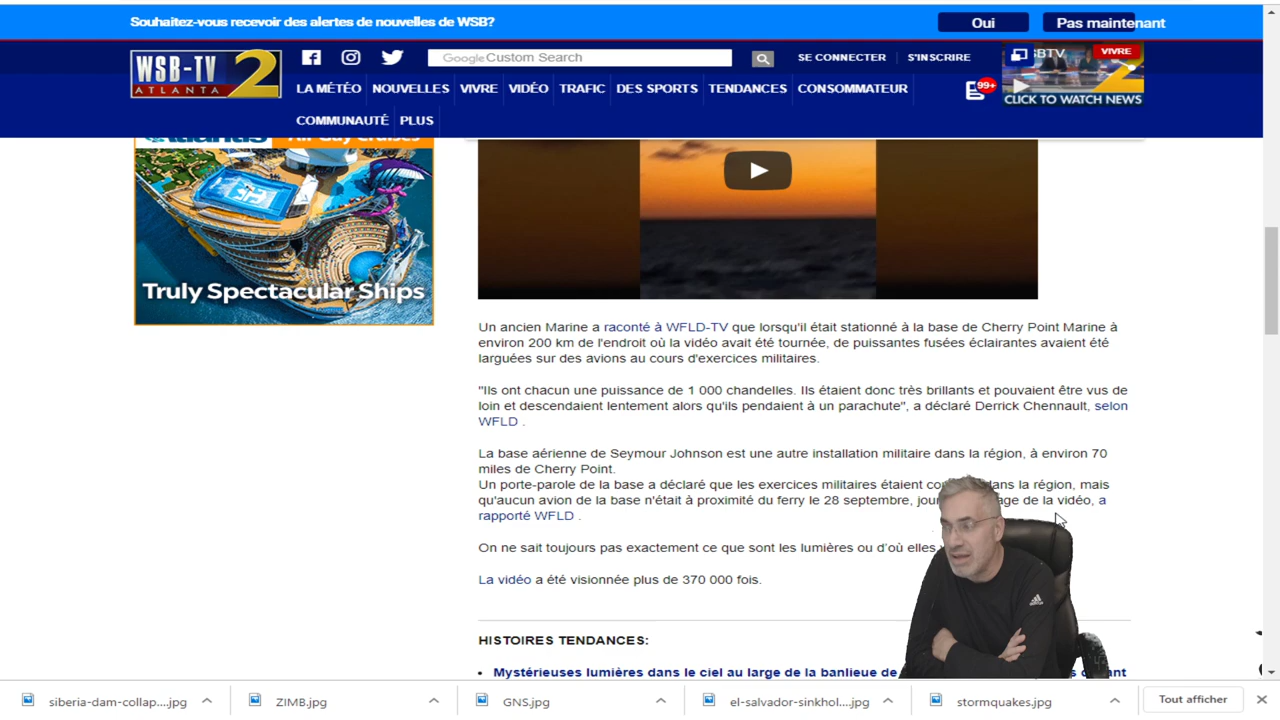 Souhaitez-vous recevoir des alertes de nouvelles de WSB?
Oui
Pas maintenant
WSB-TV 2
ATLANTA
Google Custom Search
SE CONNECTER
S'INSCRIRE
WSBTV
VIVRE
CLICK TO WATCH NEWS
99+
LA MÉTÉO NOUVELLES VIVRE VIDÉO TRAFIC DES SPORTS TENDANCES CONSOMMATEUR
COMMUNAUTÉ PLUS
Atlantis All-Gay Cruises
Truly Spectacular Ships
Un ancien Marine a raconté à WFLD-TV que lorsqu'il était stationné à la base de Cherry Point Marine à
environ 200 km de l'endroit où la vidéo avait été tournée, de puissantes fusées éclairantes avaient été
larguées sur des avions au cours d'exercices militaires.
"Ils ont chacun une puissance de 1 000 chandelles. Ils étaient donc très brillants et pouvaient être vus de
loin et descendaient lentement alors qu'ils pendaient à un parachute", a déclaré Derrick Chennault, selon
WFLD .
La base aérienne de Seymour Johnson est une autre installation militaire dans la région, à environ 70
miles de Cherry Point.
Un porte-parole de la base a déclaré que les exercices militaires étaient dans la région, mais
qu'aucun avion de la base n'était à proximité du ferry le 28 septembre, de la vidéo, a
rapporté WFLD .
On ne sait toujours pas exactement ce que sont les lumières ou d'où elles
La vidéo a été visionnée plus de 370 000 fois.
HISTOIRES TENDANCES:
• Mystérieuses lumières dans le ciel au large de la banlieue de
siberia-dam-collap....jpg
ZIMB.jpg
GNS.jpg
el-salvador-sinkhol....jpg
stormquakes.jpg
Tout afficher